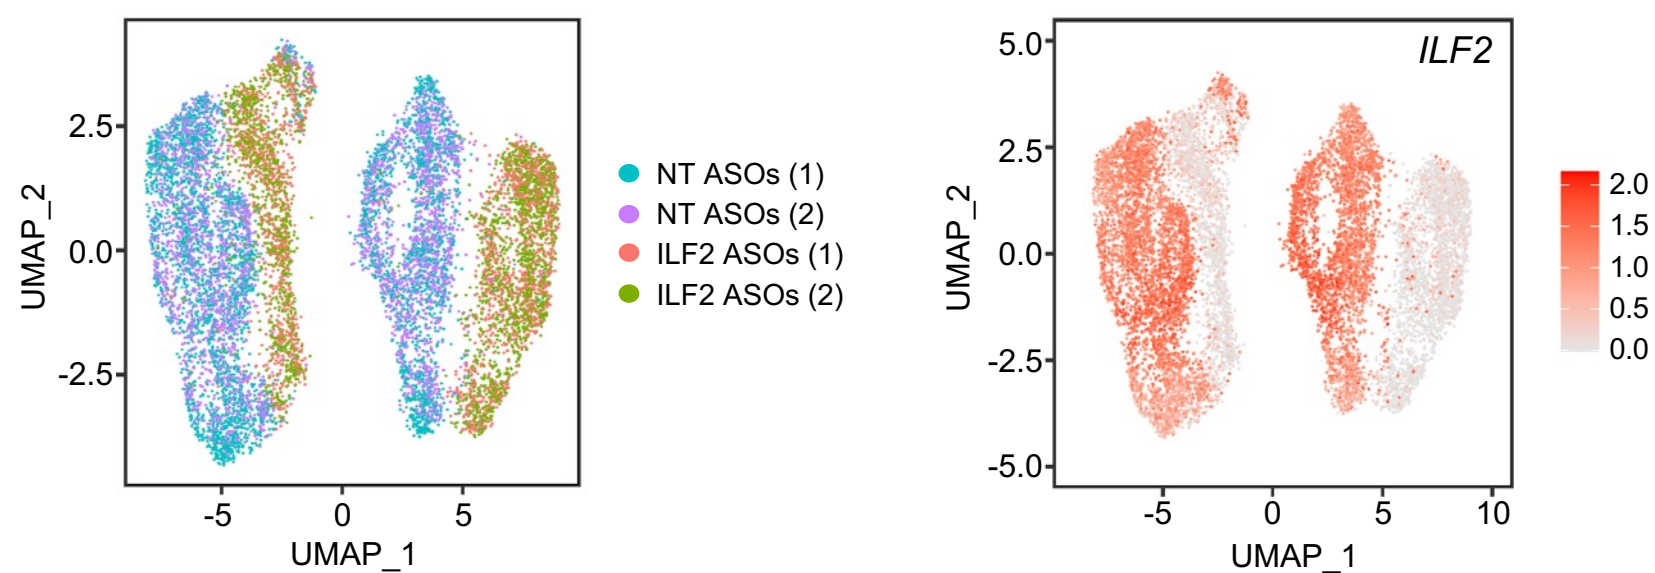 2.5
0.0
-2.5
UMAP_2
-5
0
5
UMAP_1
NT ASOs (1)
NT ASOs (2)
ILF2 ASOs (1)
ILF2 ASOs (2)
ILF2
5.0
2.5
0.0
-2.5
-5.0
UMAP_2
-5
0
5
10
UMAP_1
2.0
1.5
1.0
0.5
0.0